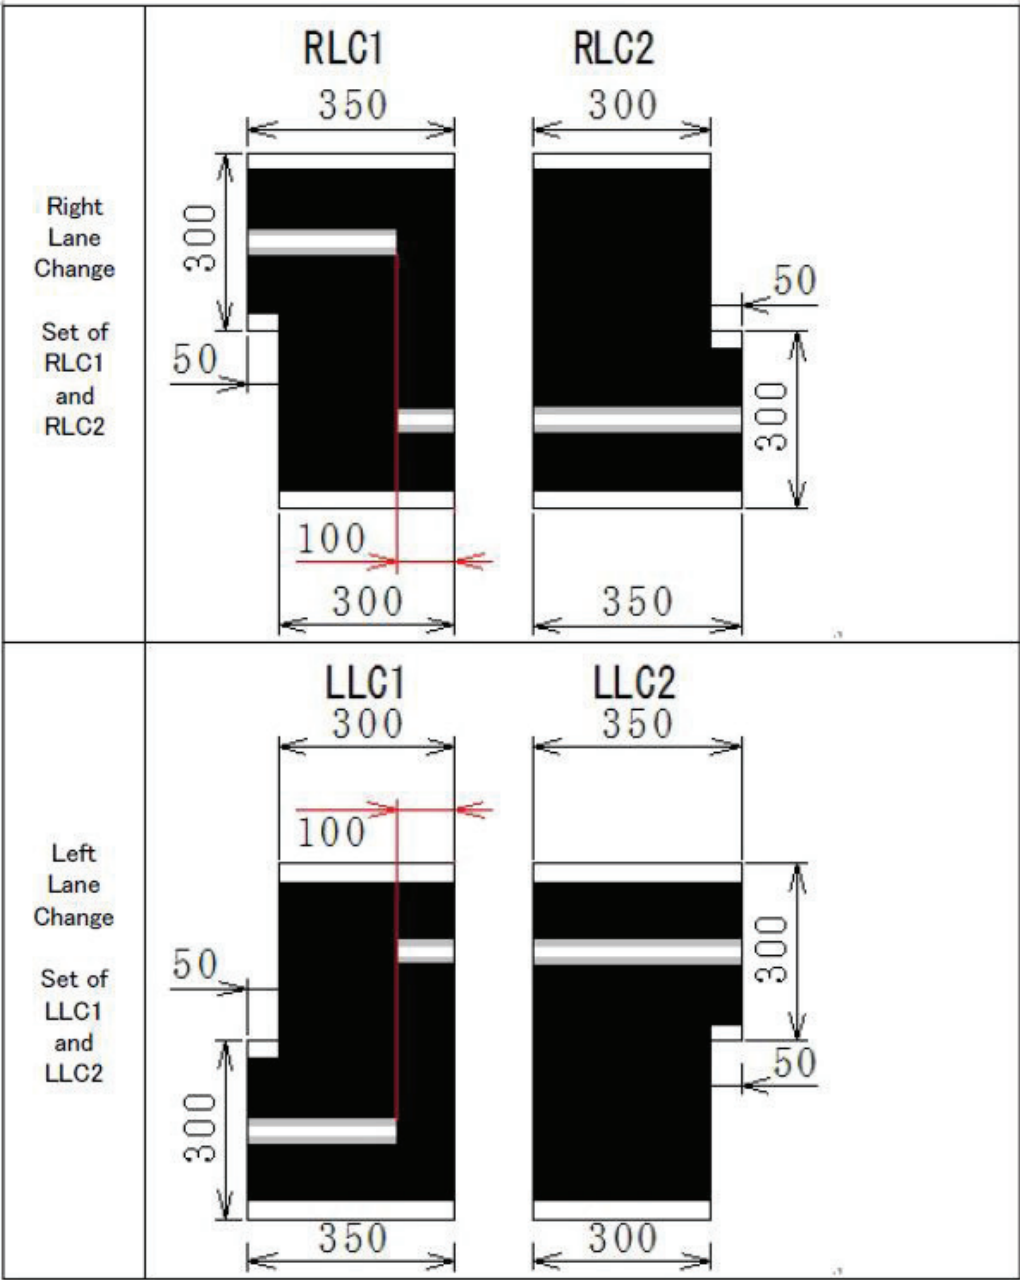 RLC1 RLC2
350 300
Right
Lane
Change
Set of
RLC1
and
RLC2
300
50
50
300
100
300 350
LLC1 LLC2
300 350
100
Left
Lane
Change
Set of
LLC1
and
LLC2
50
300
300
50
350 300